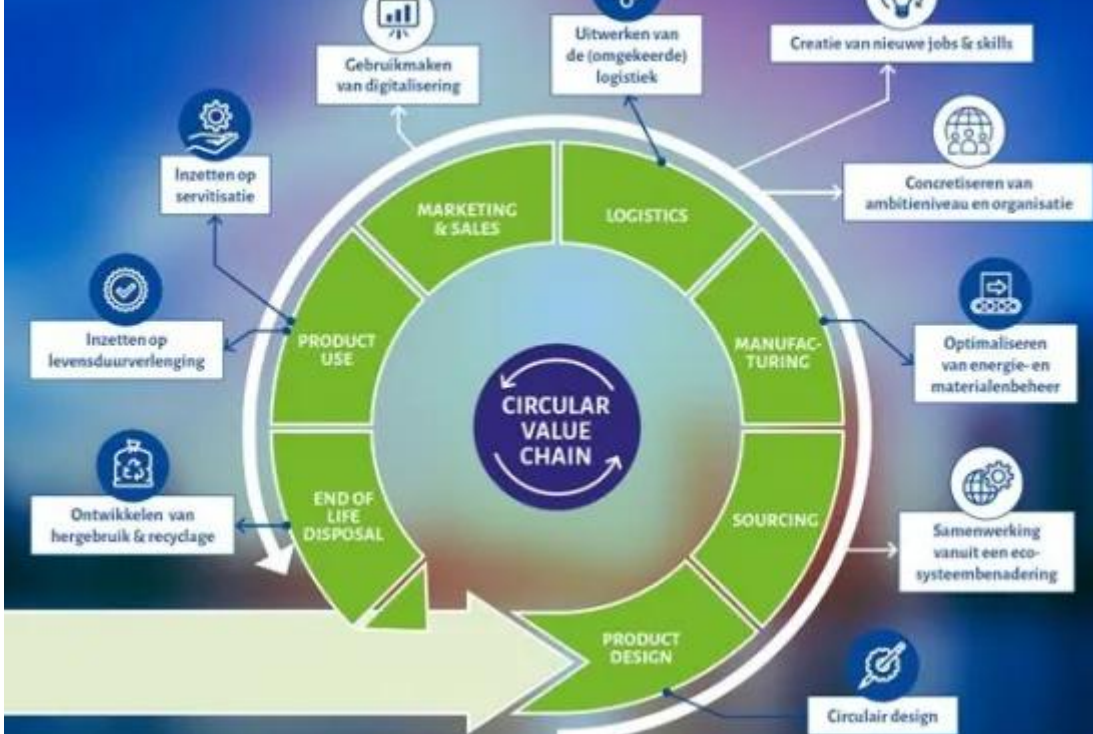 Gebruikmaken
van digitalisering
Uitwerken van
de (omgekeerde)
logistiek
Creatie van nieuwe jobs & skills
Inzetten op
servitisatie
Concretiseren van
ambitieniveau en organisatie
MARKETING
& SALES
LOGISTICS
Inzetten op
levensduurverlenging
PRODUCT
USE
MANUFAC-
TURING
Optimaliseren
van energie- en
materialenbeheer
CIRCULAR
VALUE
CHAIN
Ontwikkelen van
hergebruik & recyclage
END OF
LIFE
DISPOSAL
SOURCING
Samenwerking
vanuit een eco-
systeembenadering
PRODUCT
DESIGN
Circulair design